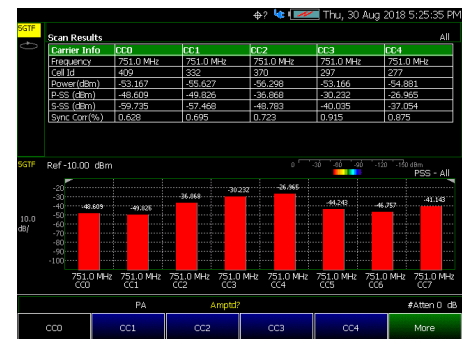 Thu, 30 Aug 2018 5:25:35 PM
5GTF
Scan Results All
Carrier Info CC0 CC1 CC2 CC3 CC4
Frequency 751.0 MHz 751.0 MHz 751.0 MHz 751.0 MHz 751.0 MHz
Cell Id 409 332 370 297 277
Power(dBm) -53.167 -55.627 -56.298 -53.166 -54.881
P-SS (dBm) -48.609 -49.826 -36.868 -30.232 -26.965
S-SS (dBm) -59.735 -57.468 -48.783 -40.035 -37.054
Sync Corr(%) 0.628 0.695 0.723 0.915 0.875
5GTF Ref -10.00 dBm 0 -30 -60 -90 -120 -150 dBm
PSS - All
-20
-30
-40
-50
-60
-70
-80
-90
-100
10.0
dB/
-48.609 -49.826 -36.868 -30.232 -26.965 -44.243 -46.757 -41.143
751.0 MHz 751.0 MHz 751.0 MHz 751.0 MHz 751.0 MHz 751.0 MHz 751.0 MHz 751.0 MHz
CC0 CC1 CC2 CC3 CC4 CC5 CC6 CC7
PA Amptd? #Atten 0 dB
CC0 CC1 CC2 CC3 CC4 More